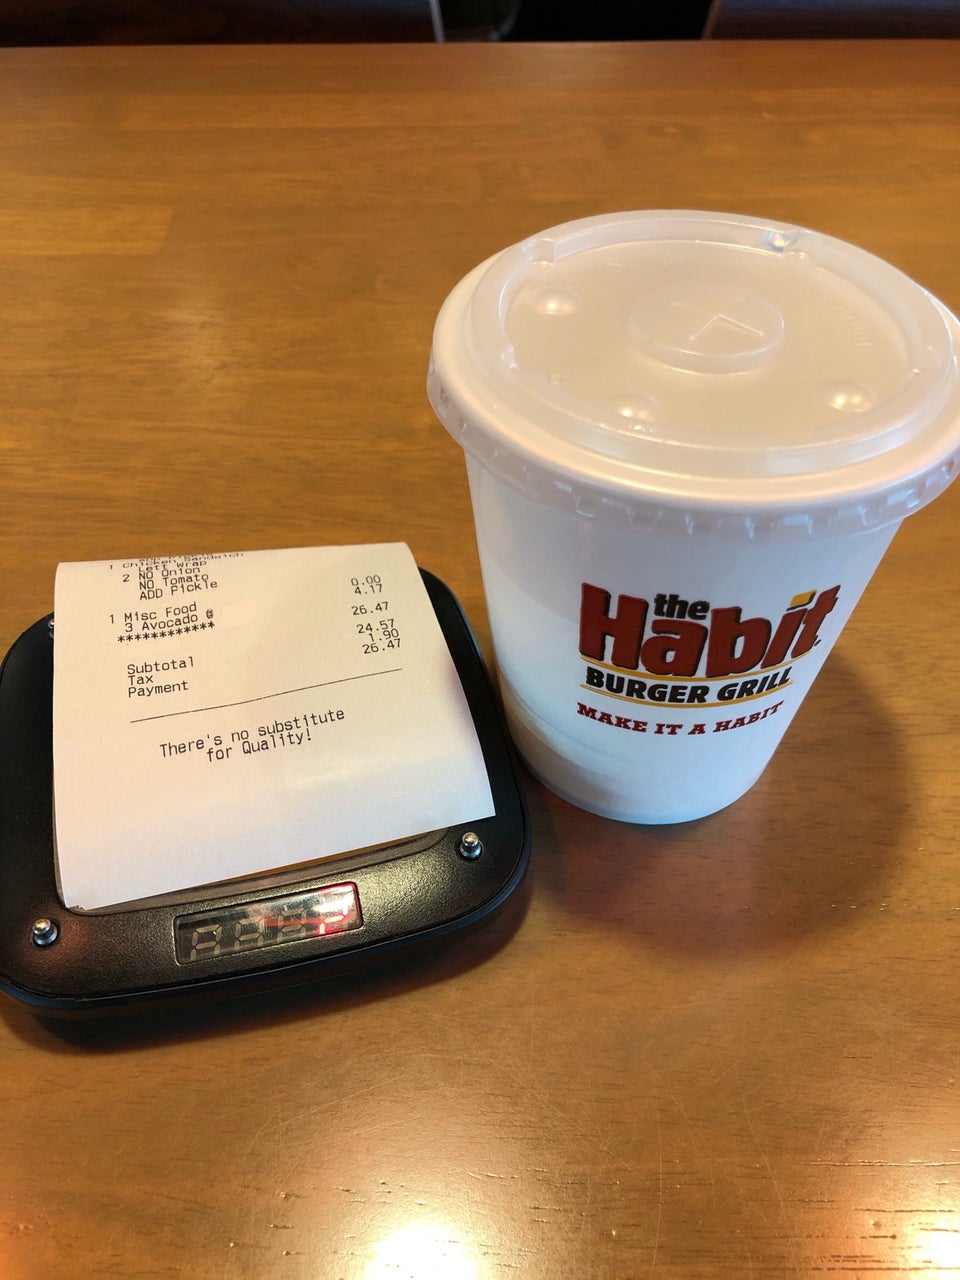 1 Chicken Sandwich
Lett Wrap
2 NO Onion
NO Tomato
ADD Pickle
0.00
4.17
1 Misc Food
3 Avocado @
************
26.47
Subtotal 24.57
Tax 1.90
Payment 26.47
There's no substitute
for Quality!
the
Habit
BURGER GRILL
MAKE IT A HABIT